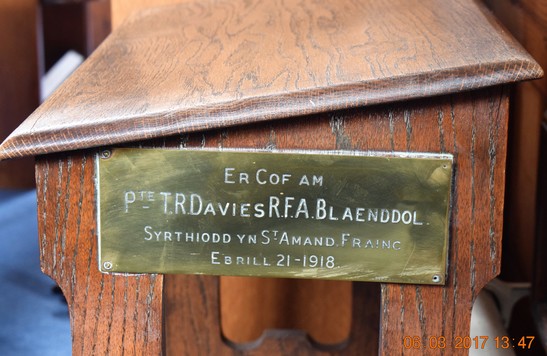 ER COF AM
PTE T.R.DAVIES R.F.A. BLAENDDOL.
SYRTHIODD YN ST AMAND, FRAINC
EBRILL 21-1918.
06.08.2017 13:47